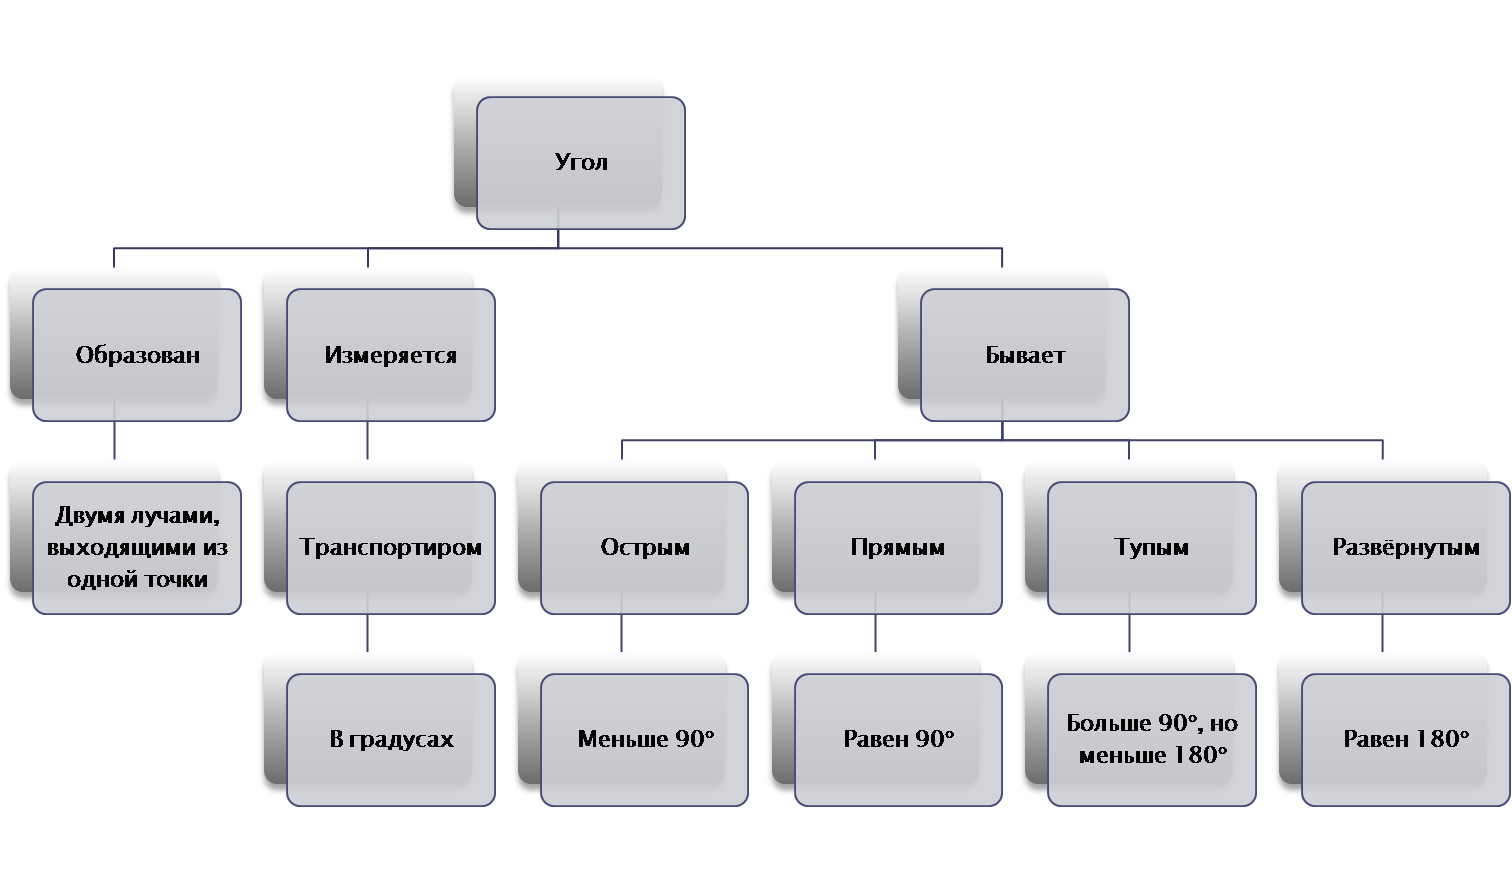 Угол
Образован
Измеряется
Бывает
Двумя лучами,
выходящими из
одной точки
Транспортиром
Острым
Прямым
Тупым
Развёрнутым
В градусах
Меньше 90°
Равен 90°
Больше 90°, но
меньше 180°
Равен 180°